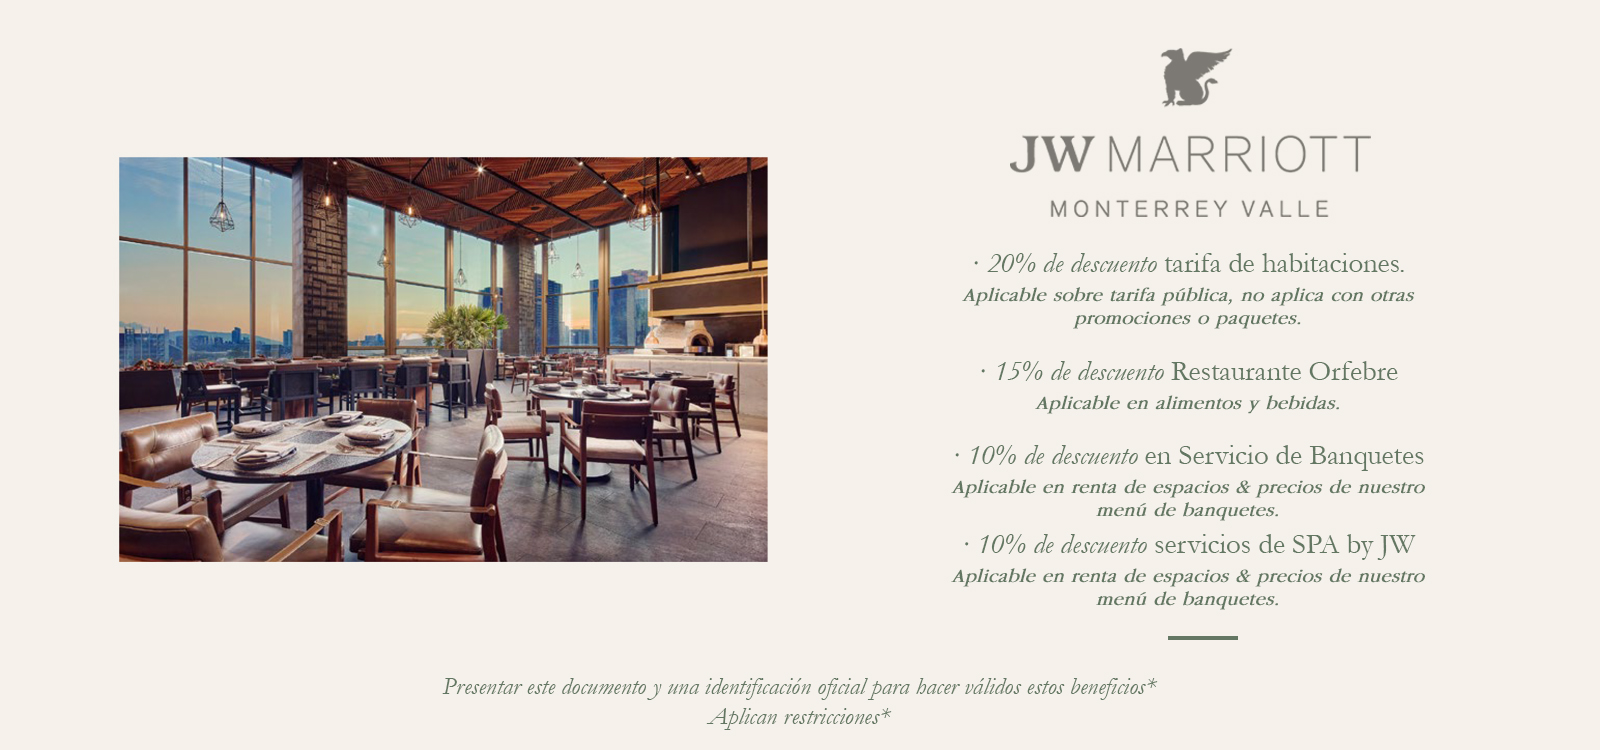 JW MARRIOTT
MONTERREY VALLE
· 20% de descuento tarifa de habitaciones.
Aplicable sobre tarifa pública, no aplica con otras
promociones o paquetes.
· 15% de descuento Restaurante Orfebre
Aplicable en alimentos y bebidas.
· 10% de descuento en Servicio de Banquetes
Aplicable en renta de espacios & precios de nuestro
menú de banquetes.
· 10% de descuento servicios de SPA by JW
Aplicable en renta de espacios & precios de nuestro
menú de banquetes.
Presentar este documento y una identificación oficial para hacer válidos estos beneficios*
Aplican restricciones*